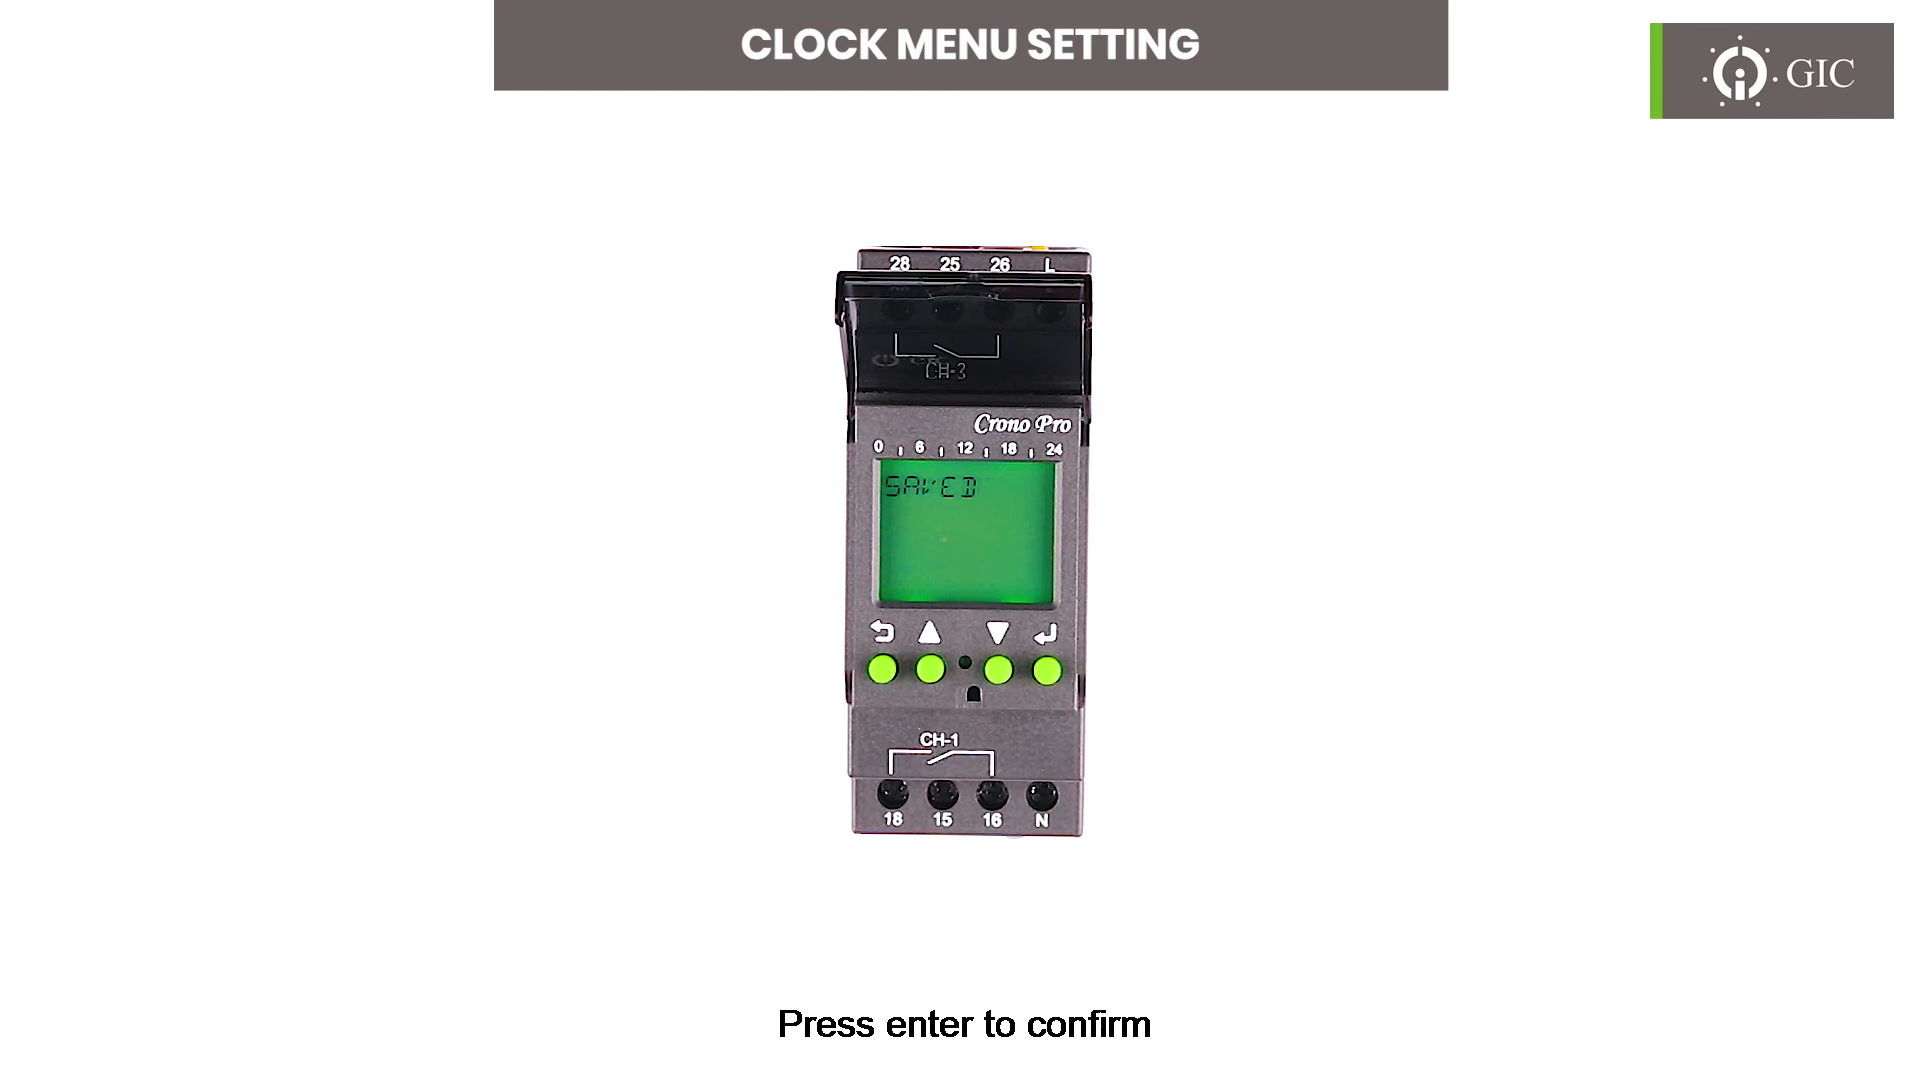 CLOCK MENU SETTING
GIC
28 25 26 L
CH-3
Crono Pro
0 6 12 18 24
SAVED
CH-1
18 15 16 N
Press enter to confirm